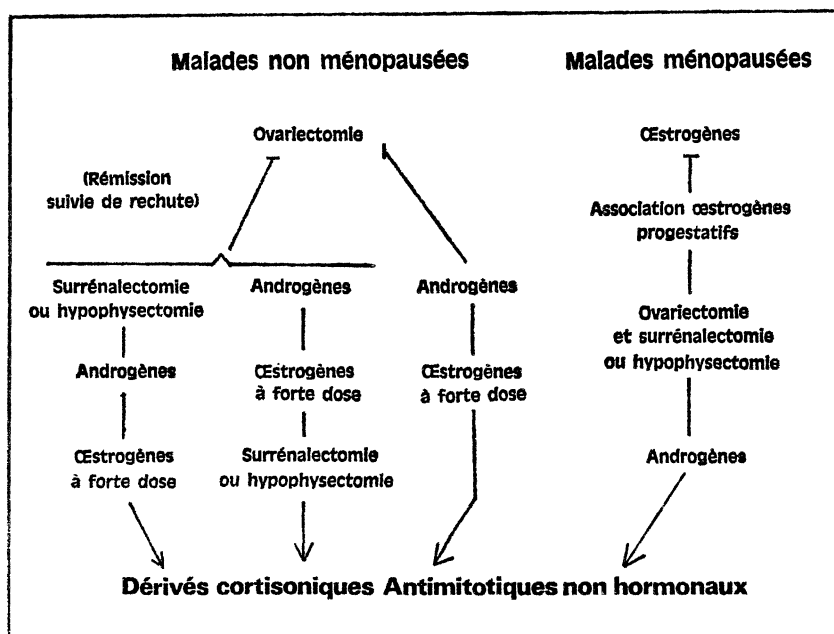 Malades non ménopausées
Malades ménopausées
Ovariectomie
Œstrogènes
(Rémission
suivie de rechute)
Association œstrogènes
progestatifs
Surrénalectomie
ou hypophysectomie
Androgènes
Androgènes
Ovariectomie
et surrénalectomie
ou hypophysectomie
Androgènes
Œstrogènes
à forte dose
Œstrogènes
à forte dose
Œstrogènes
à forte dose
Surrénalectomie
ou hypophysectomie
Androgènes
Dérivés cortisoniques Antimitotiques non hormonaux